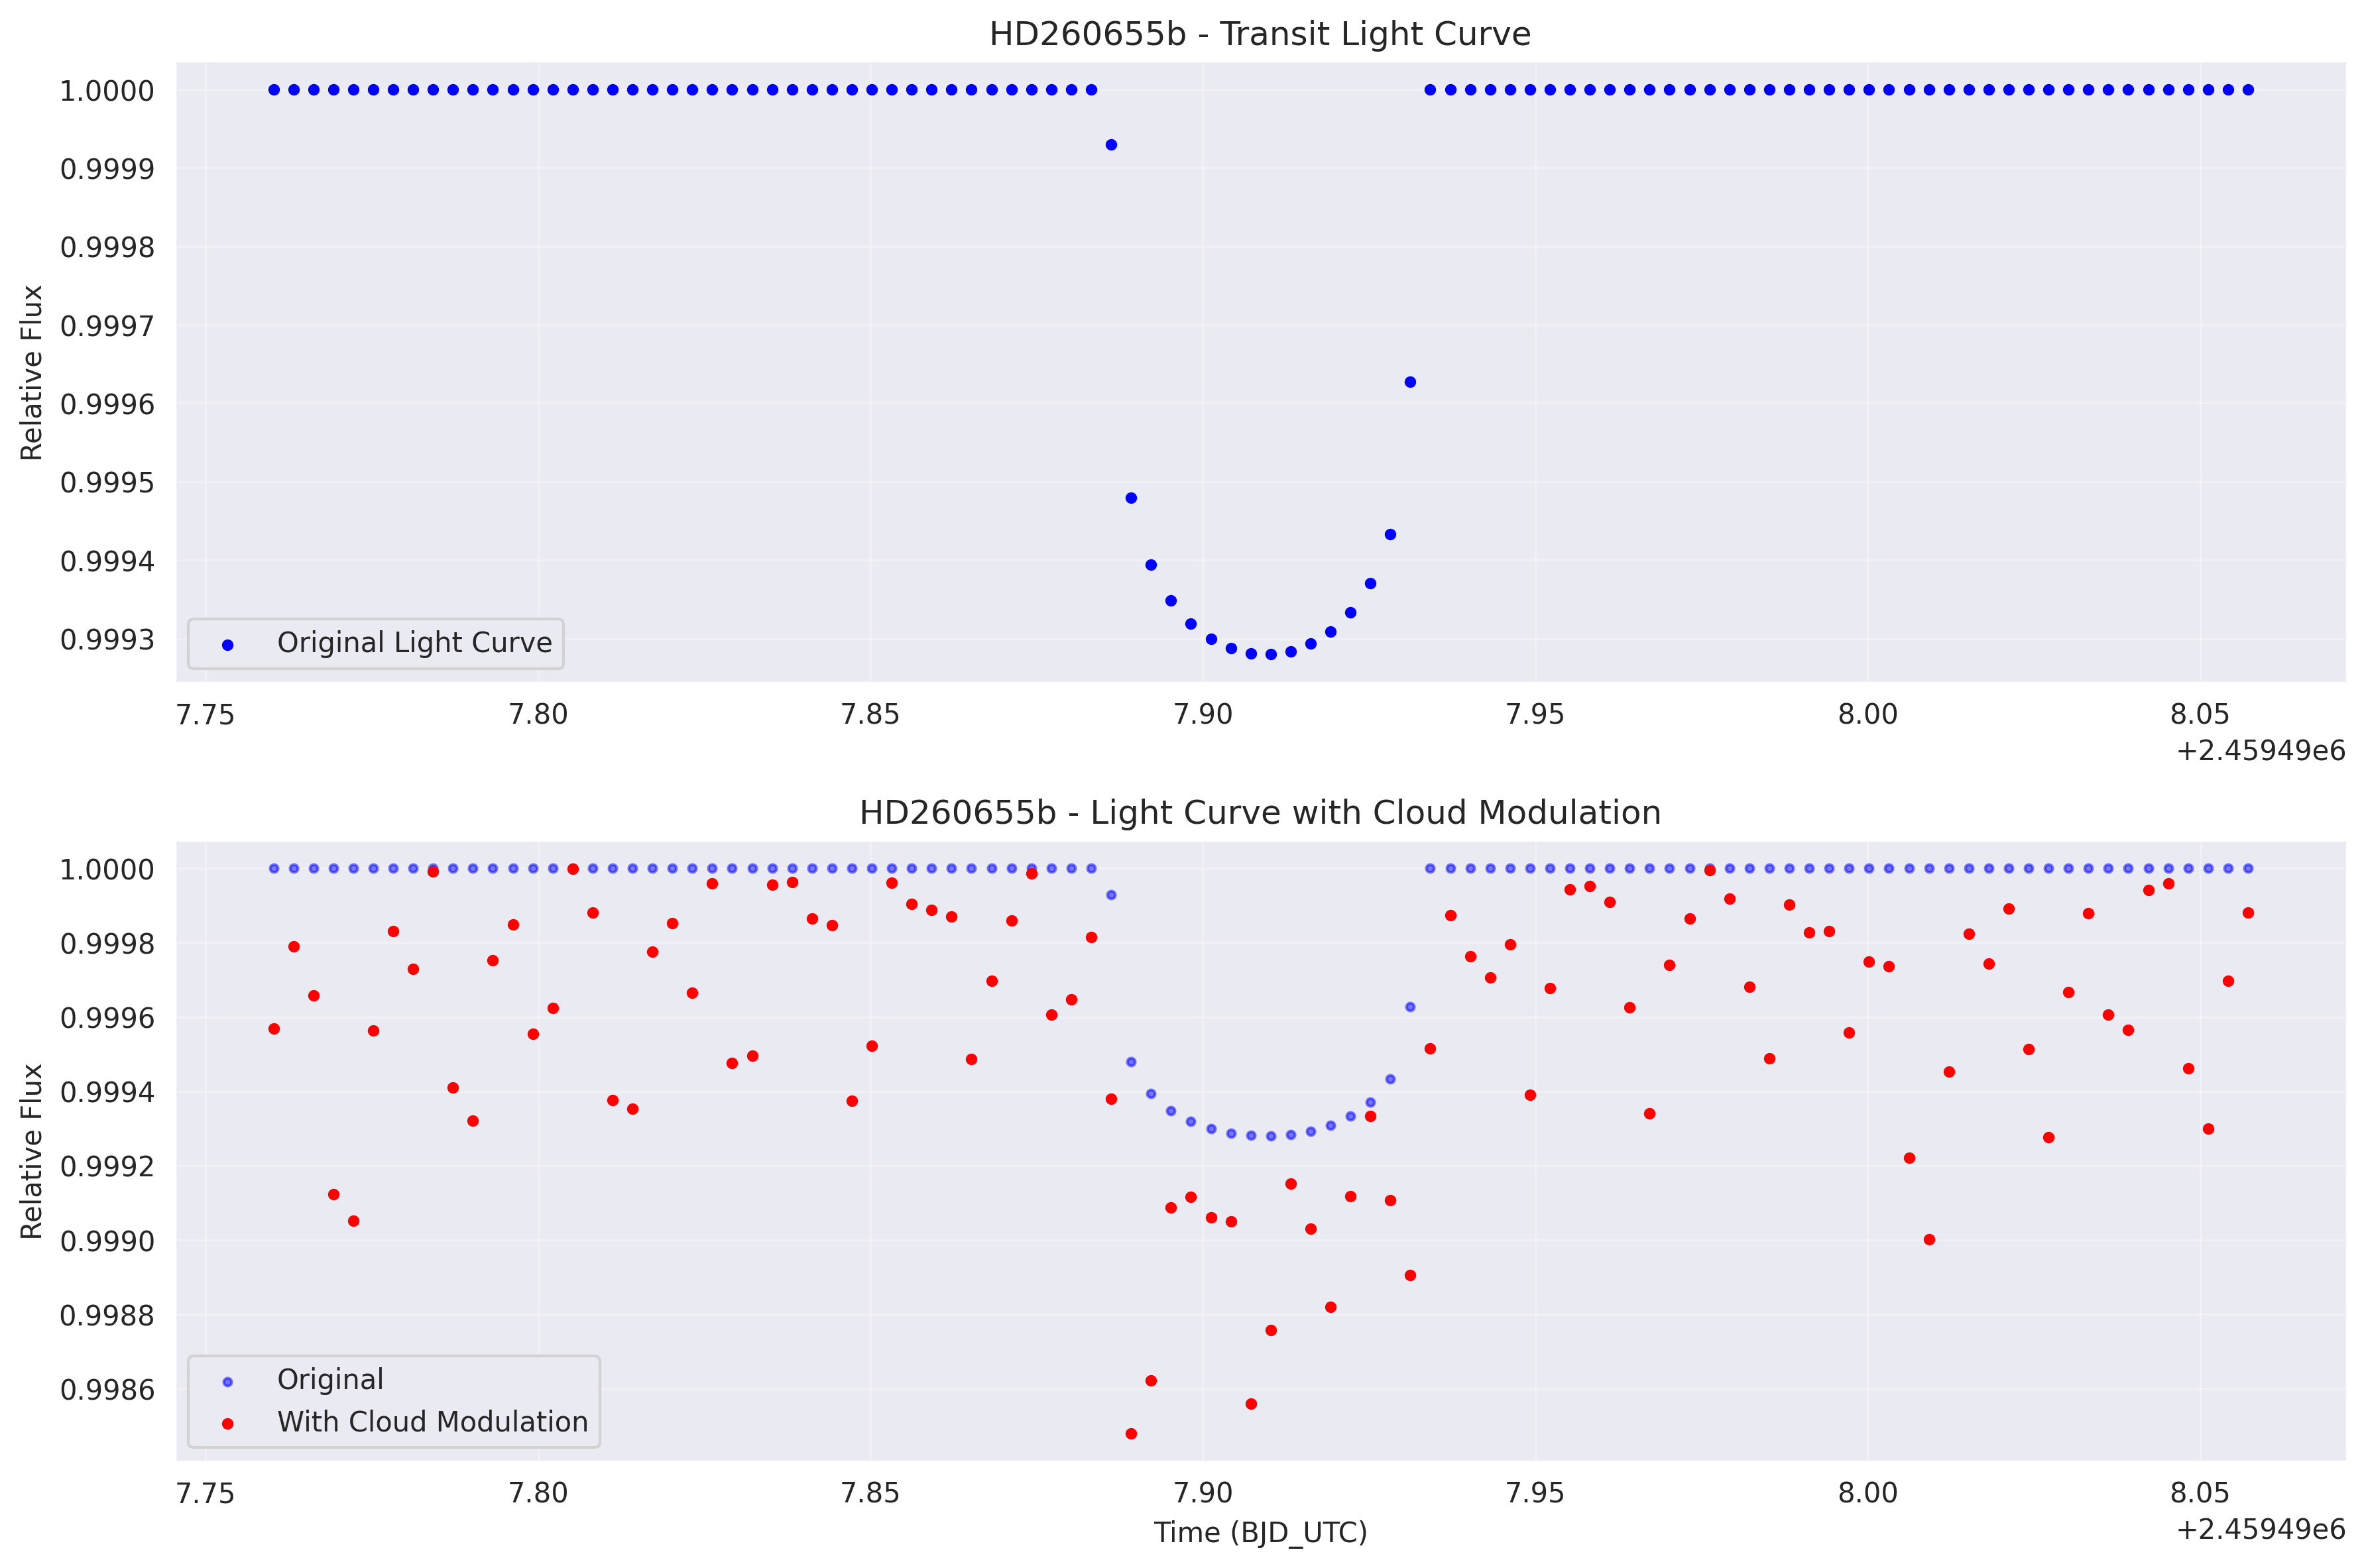 HD260655b - Transit Light Curve
Relative Flux
1.0000
0.9999
0.9998
0.9997
0.9996
0.9995
0.9994
0.9993
Original Light Curve
7.75 7.80 7.85 7.90 7.95 8.00 8.05
+2.45949e6
HD260655b - Light Curve with Cloud Modulation
Relative Flux
1.0000
0.9998
0.9996
0.9994
0.9992
0.9990
0.9988
0.9986
Original
With Cloud Modulation
7.75 7.80 7.85 7.90 7.95 8.00 8.05
Time (BJD_UTC)
+2.45949e6